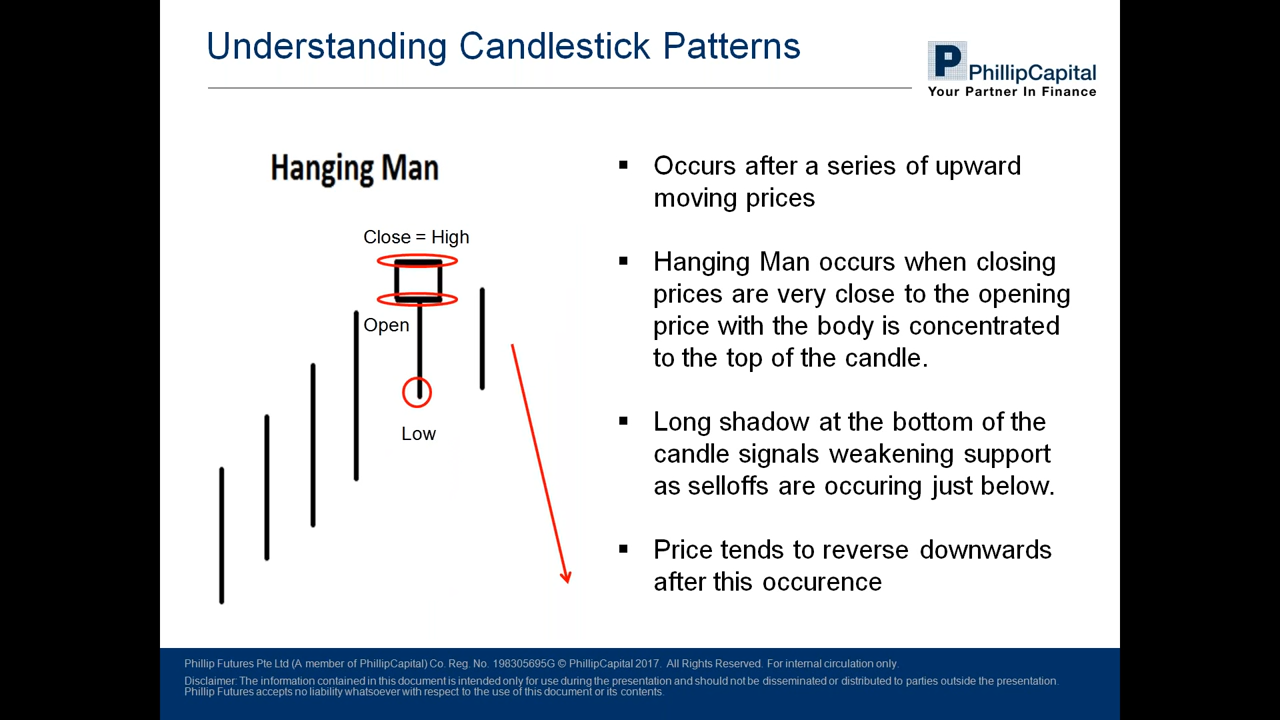 Understanding Candlestick Patterns
P
PhillipCapital
Your Partner In Finance
Hanging Man
Close = High
Open
Low
▪ Occurs after a series of upward
moving prices
▪ Hanging Man occurs when closing
prices are very close to the opening
price with the body is concentrated
to the top of the candle.
▪ Long shadow at the bottom of the
candle signals weakening support
as selloffs are occuring just below.
▪ Price tends to reverse downwards
after this occurence
Phillip Futures Pte Ltd (A member of PhillipCapital) Co. Reg. No. 198305695G © PhillipCapital 2017. All Rights Reserved. For internal circulation only.
Disclaimer: The information contained in this document is intended only for use during the presentation and should not be disseminated or distributed to parties outside the presentation.
Phillip Futures accepts no liability whatsoever with respect to the use of this document or its contents.